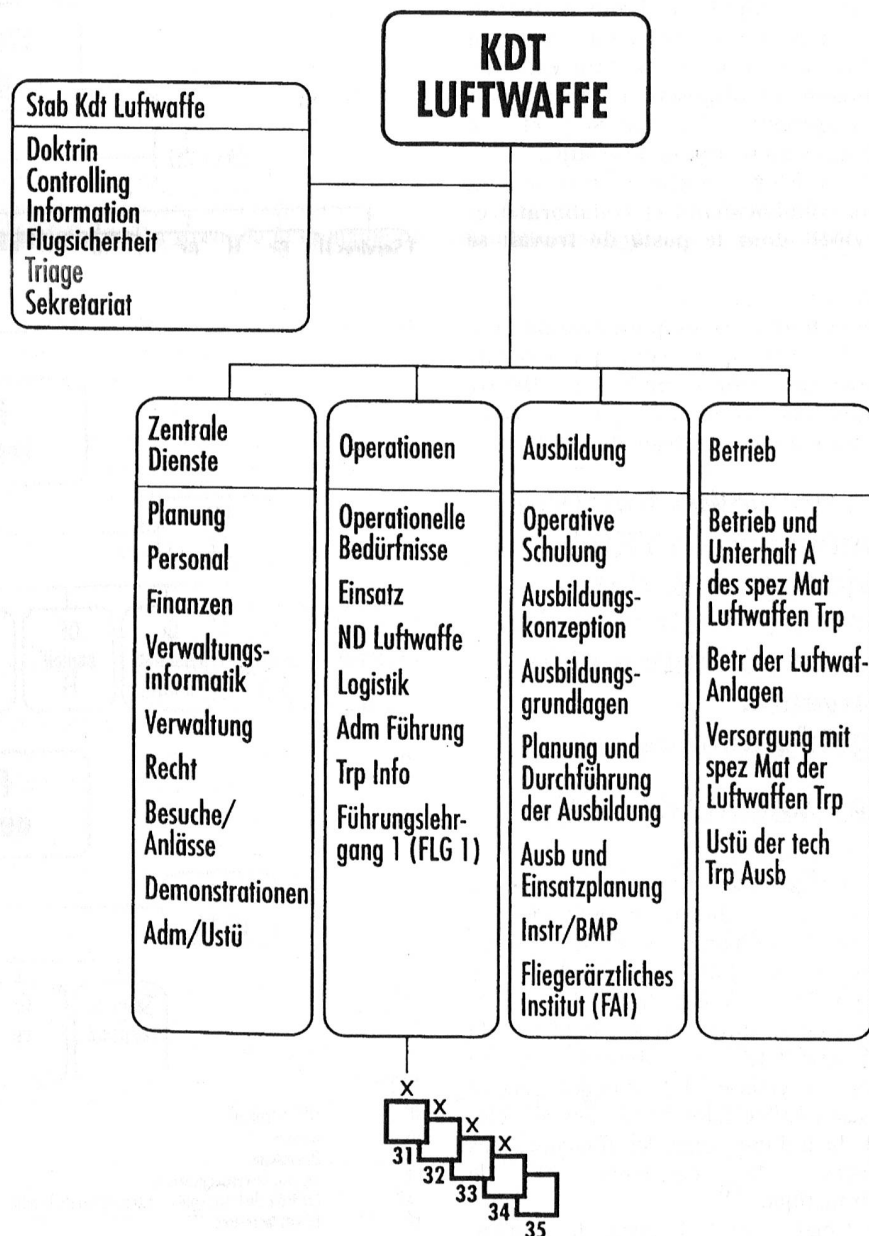 KDT
LUFTWAFFE
Stab Kdt Luftwaffe
Doktrin
Controlling
Information
Flugsicherheit
Triage
Sekretariat
Zentrale
Dienste
Planung
Personal
Finanzen
Verwaltungs-
informatik
Verwaltung
Recht
Besuche/
Anlässe
Demonstrationen
Adm/Ustü
Operationen
Operationelle
Bedürfnisse
Einsatz
ND Luftwaffe
Logistik
Adm Führung
Trp Info
Führungslehr-
gang 1 (FLG 1)
Ausbildung
Operative
Schulung
Ausbildungs-
konzeption
Ausbildungs-
grundlagen
Planung und
Durchführung
der Ausbildung
Ausb und
Einsatzplanung
Instr/BMP
Fliegerärztliches
Institut (FAI)
Betrieb
Betrieb und
Unterhalt A
des spez Mat
Luftwaffen Trp
Betr der Luftwaf-
Anlagen
Versorgung mit
spez Mat der
Luftwaffen Trp
Ustü der tech
Trp Ausb
x
x
x
x
31
32
33
34
35